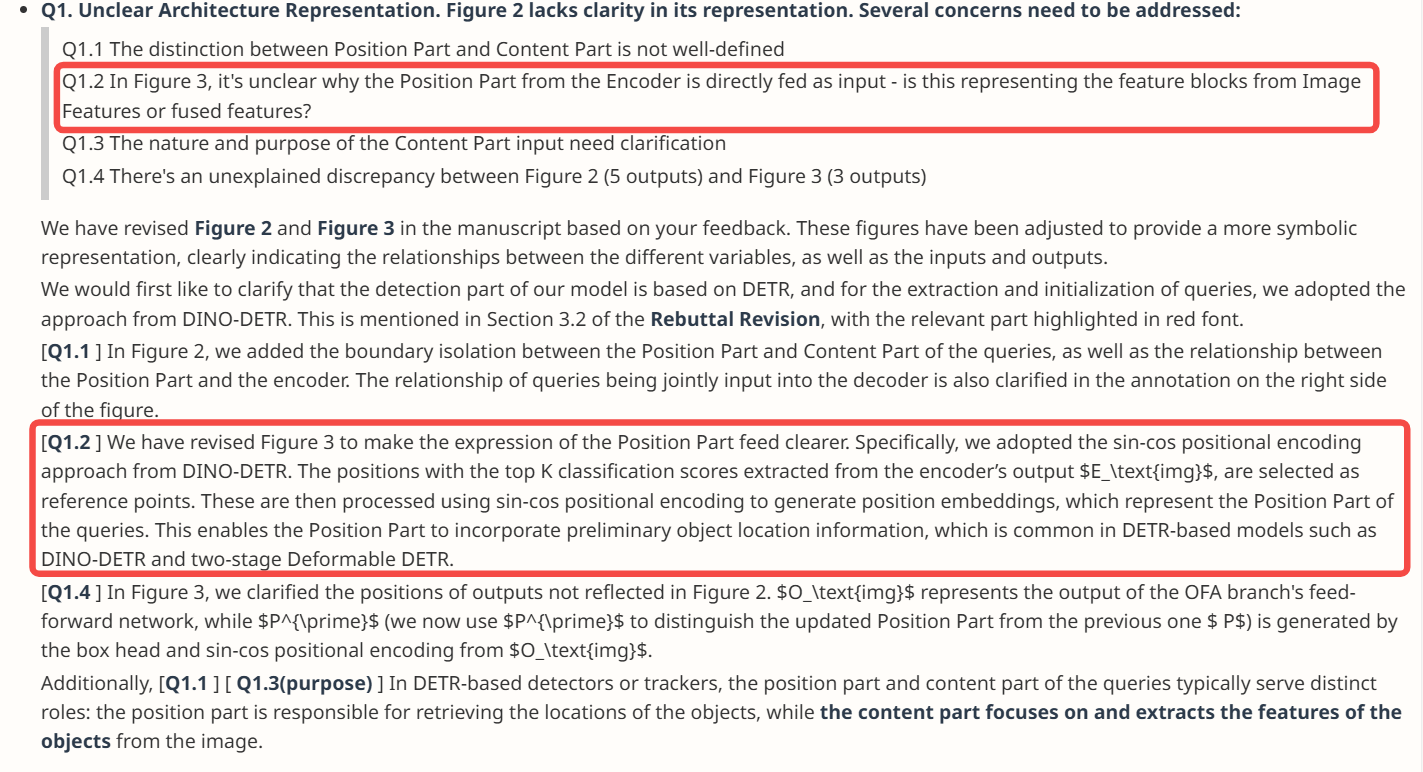 Q1. Unclear Architecture Representation. Figure 2 lacks clarity in its representation. Several concerns need to be addressed:
Q1.1 The distinction between Position Part and Content Part is not well-defined
Q1.2 In Figure 3, it's unclear why the Position Part from the Encoder is directly fed as input - is this representing the feature blocks from Image
Features or fused features?
Q1.3 The nature and purpose of the Content Part input need clarification
Q1.4 There's an unexplained discrepancy between Figure 2 (5 outputs) and Figure 3 (3 outputs)
We have revised Figure 2 and Figure 3 in the manuscript based on your feedback. These figures have been adjusted to provide a more symbolic
representation, clearly indicating the relationships between the different variables, as well as the inputs and outputs.
We would first like to clarify that the detection part of our model is based on DETR, and for the extraction and initialization of queries, we adopted the
approach from DINO-DETR. This is mentioned in Section 3.2 of the Rebuttal Revision, with the relevant part highlighted in red font.
[Q1.1 ] In Figure 2, we added the boundary isolation between the Position Part and Content Part of the queries, as well as the relationship between
the Position Part and the encoder. The relationship of queries being jointly input into the decoder is also clarified in the annotation on the right side
of the figure.
[Q1.2 ] We have revised Figure 3 to make the expression of the Position Part feed clearer. Specifically, we adopted the sin-cos positional encoding
approach from DINO-DETR. The positions with the top K classification scores extracted from the encoder’s output $E_\text{img}$, are selected as
reference points. These are then processed using sin-cos positional encoding to generate position embeddings, which represent the Position Part of
the queries. This enables the Position Part to incorporate preliminary object location information, which is common in DETR-based models such as
DINO-DETR and two-stage Deformable DETR.
[Q1.4 ] In Figure 3, we clarified the positions of outputs not reflected in Figure 2. $O_\text{img}$ represents the output of the OFA branch's feed-
forward network, while $P^{\prime}$ (we now use $P^{\prime}$ to distinguish the updated Position Part from the previous one $ P$) is generated by
the box head and sin-cos positional encoding from $O_\text{img}$.
Additionally, [Q1.1 ] [ Q1.3(purpose) ] In DETR-based detectors or trackers, the position part and content part of the queries typically serve distinct
roles: the position part is responsible for retrieving the locations of the objects, while the content part focuses on and extracts the features of the
objects from the image.